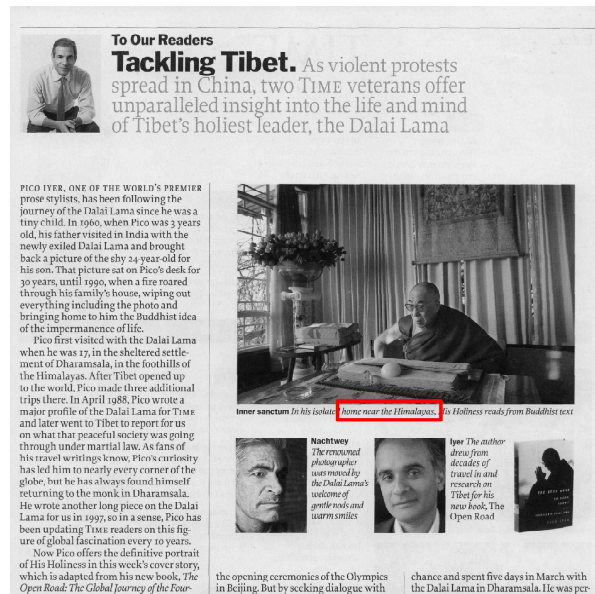 To Our Readers
Tackling Tibet. As violent protests
spread in China, two TIME veterans offer
unparalleled insight into the life and mind
of Tibet's holiest leader, the Dalai Lama
PICO IYER, ONE OF THE WORLD'S PREMIER
prose stylists, has been following the
journey of the Dalai Lama since he was a
tiny child. In 1960, when Pico was 3 years
old, his father visited in India with the
newly exiled Dalai Lama and brought
back a picture of the shy 24-year-old for
his son. That picture sat on Pico's desk for
30 years, until 1990, when a fire roared
through his family's house, wiping out
everything including the photo and
bringing home to him the Buddhist idea
of the impermanence of life.
Pico first visited with the Dalai Lama
when he was 17, in the sheltered settle-
ment of Dharamsala, in the foothills of
the Himalayas. After Tibet opened up
to the world, Pico made three additional
trips there. In April 1988, Pico wrote a
major profile of the Dalai Lama for TIME
and later went to Tibet to report for us
on what that peaceful society was going
through under martial law. As fans of
his travel writings know, Pico's curiosity
has led him to nearly every corner of the
globe, but he has always found himself
returning to the monk in Dharamsala.
He wrote another long piece on the Dalai
Lama for us in 1997, so in a sense, Pico has
been updating TIME readers on this fig-
ure of global fascination every 10 years.
Now Pico offers the definitive portrait
of His Holiness in this week's cover story,
which is adapted from his new book, The
Open Road: The Global Journey of the Four-
Inner sanctum In his isolated home near the Himalayas, His Holiness reads from Buddhist text
Nachtwey
The renowned
photographer
was moved by
the Dalai Lama's
welcome of
gentle nods and
warm smiles
Iyer The author
drew from
decades of
travel in and
research on
Tibet for his
new book, The
Open Road
THE OPEN ROAD
PICO IYER
the opening ceremonies of the Olympics
in Beijing. But by seeking dialogue with
chance and spent five days in March with
the Dalai Lama in Dharamsala. He was per-